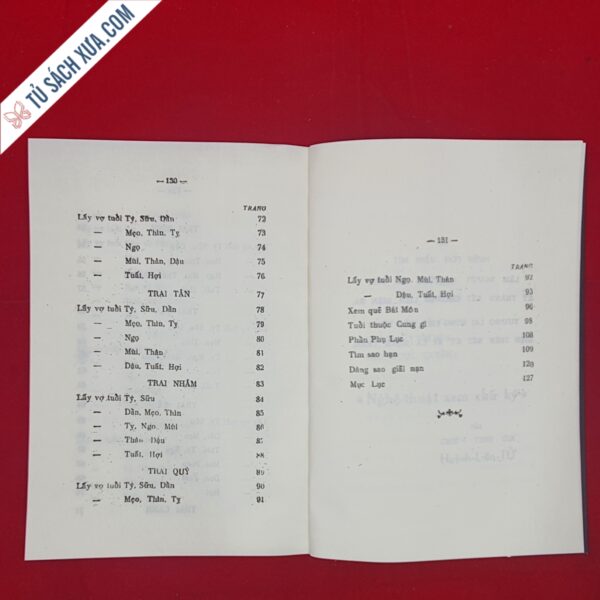 TỦ SÁCH XƯA.COM
— 130 —
TRANG
Lấy vợ tuổi Tý, Sửu, Dần 72
— Mẹo, Thìn, Tỵ 73
— Ngọ 74
— Mùi, Thân, Dậu 75
— Tuất, Hợi 76
TRAI TÂN 77
Lấy vợ tuổi Tý, Sửu, Dần 78
— Mẹo, Thìn, Tỵ 79
— Ngọ 80
— Mùi, Thân 81
— Dậu, Tuất, Hợi 82
TRAI NHÂM 83
Lấy vợ tuổi Tý, Sửu 84
— Dần, Mẹo, Thìn 85
— Tỵ, Ngọ, Mùi 86
— Thân Dậu 87
— Tuất, Hợi 88
TRAI QUÝ 89
Lấy vợ tuổi Tý, Sửu, Dần 90
— Mẹo, Thìn, Tỵ 91
— 131 —
TRANG
Lấy vợ tuổi Ngọ, Mùi, Thân 92
— Dậu, Tuất, Hợi 93
Xem quẻ Bát Môn 96
Tuổi thuộc Cung gì 98
Phần Phụ Lục 108
Tìm sao hạn 109
Dâng sao giải nạn 120
Mục Lục 127